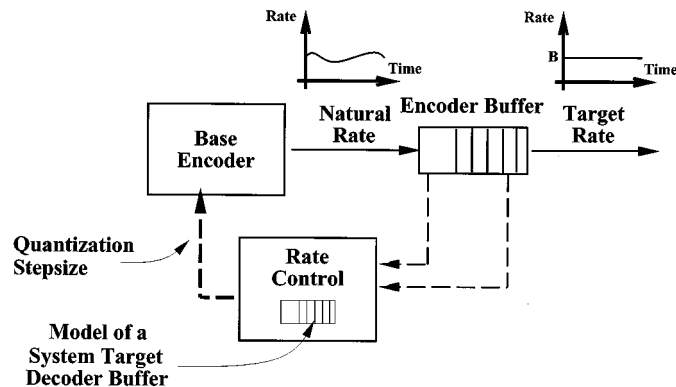 Rate
Time
Rate
B
Time
Base
Encoder
Natural
Rate
Encoder Buffer
Target
Rate
Quantization
Stepsize
Rate
Control
Model of a
System Target
Decoder Buffer